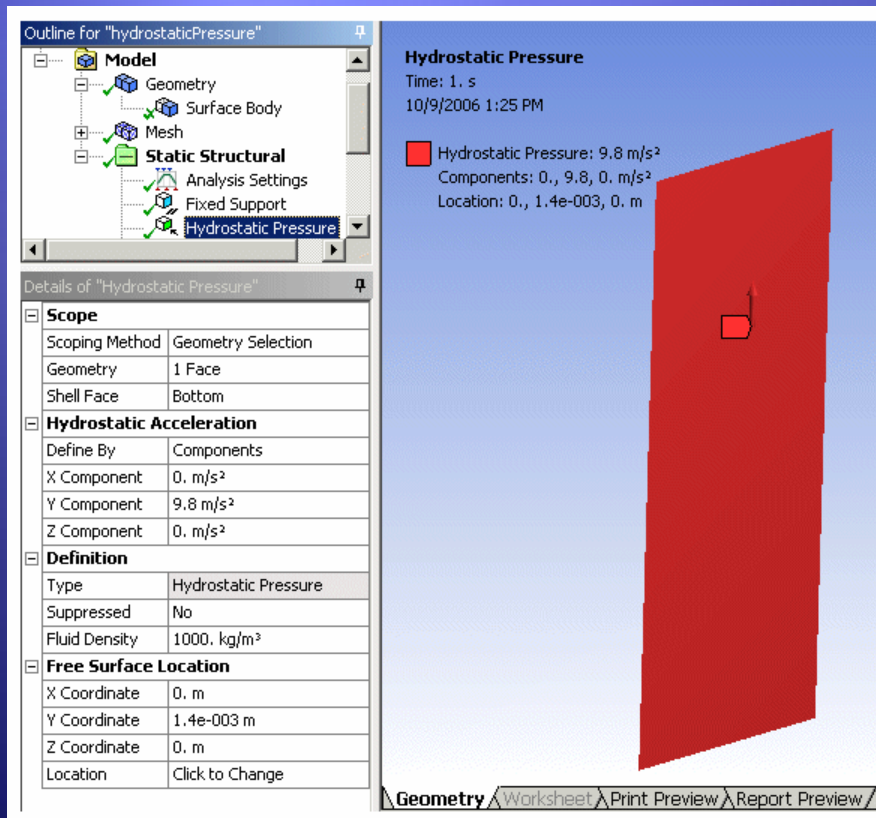 Outline for "hydrostaticPressure"
Model
Geometry
Surface Body
Mesh
Static Structural
Analysis Settings
Fixed Support
Hydrostatic Pressure
Details of "Hydrostatic Pressure"
Scope
Scoping Method Geometry Selection
Geometry 1 Face
Shell Face Bottom
Hydrostatic Acceleration
Define By Components
X Component 0. m/s²
Y Component 9.8 m/s²
Z Component 0. m/s²
Definition
Type Hydrostatic Pressure
Suppressed No
Fluid Density 1000. kg/m³
Free Surface Location
X Coordinate 0. m
Y Coordinate 1.4e-003 m
Z Coordinate 0. m
Location Click to Change
Hydrostatic Pressure
Time: 1. s
10/9/2006 1:25 PM
Hydrostatic Pressure: 9.8 m/s²
Components: 0., 9.8, 0. m/s²
Location: 0., 1.4e-003, 0. m
Geometry Worksheet Print Preview Report Preview